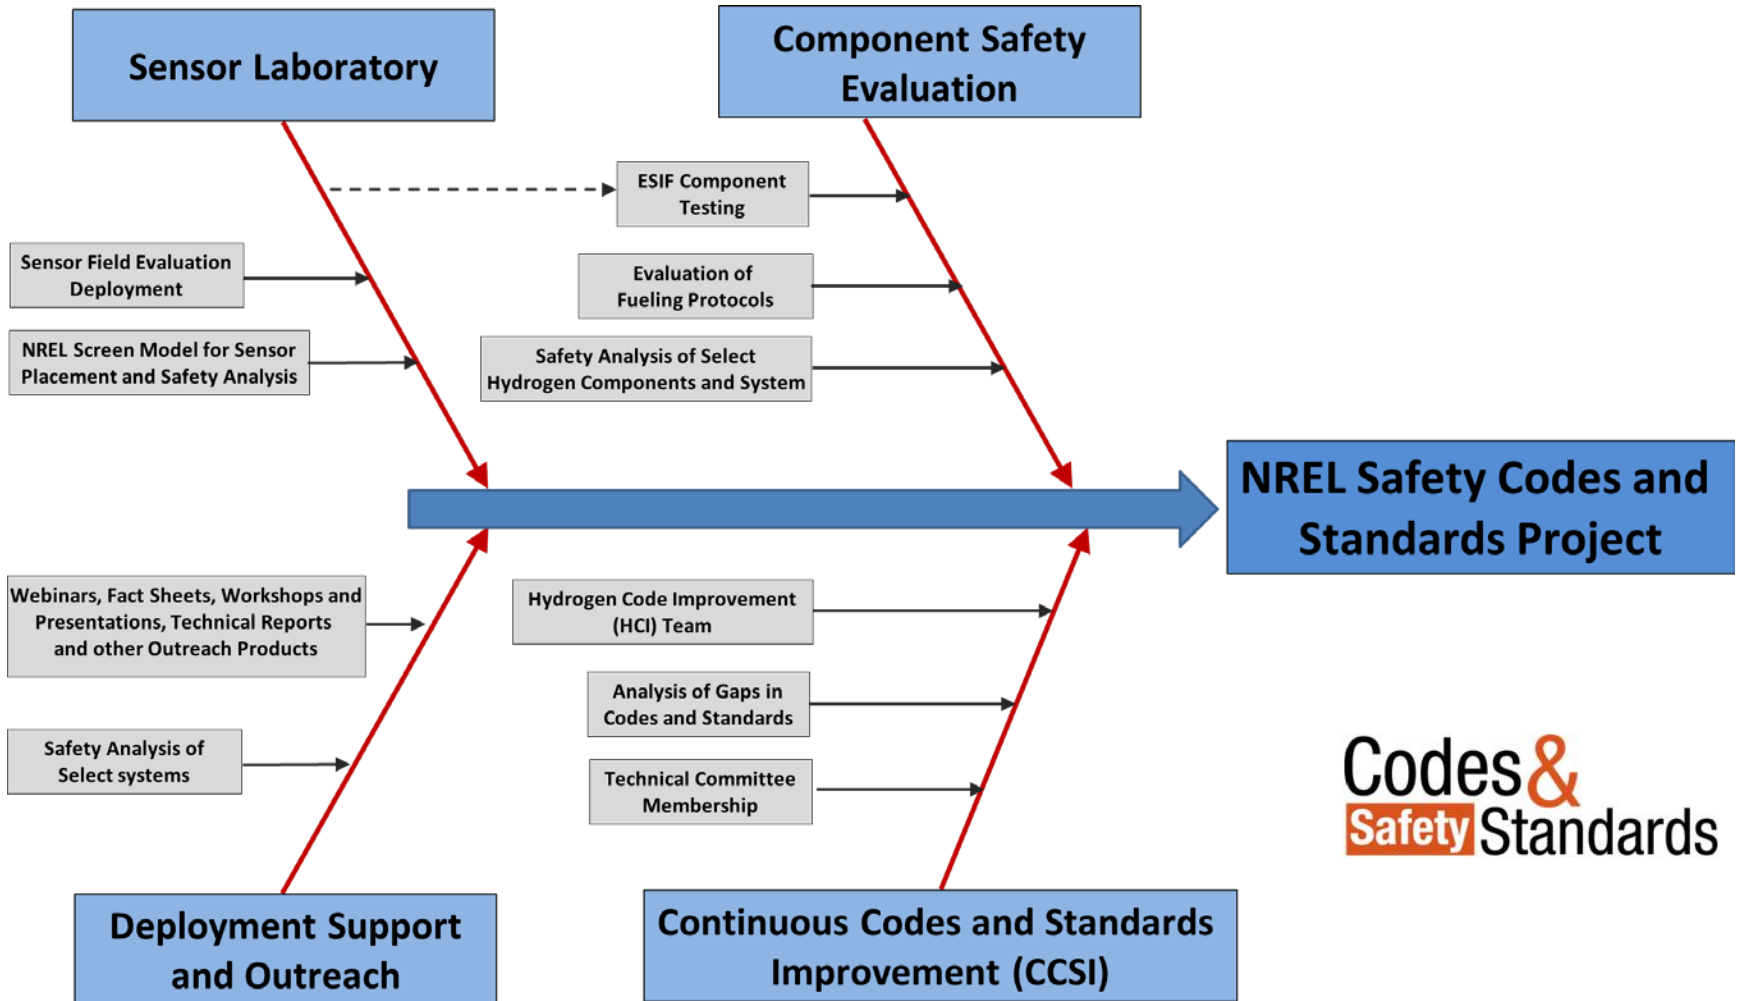 Sensor Laboratory
Component Safety
Evaluation
ESIF Component
Testing
Sensor Field Evaluation
Deployment
Evaluation of
Fueling Protocols
NREL Screen Model for Sensor
Placement and Safety Analysis
Safety Analysis of Select
Hydrogen Components and System
NREL Safety Codes and
Standards Project
Webinars, Fact Sheets, Workshops and
Presentations, Technical Reports
and other Outreach Products
Hydrogen Code Improvement
(HCI) Team
Analysis of Gaps in
Codes and Standards
Safety Analysis of
Select systems
Technical Committee
Membership
Codes &
Safety Standards
Deployment Support
and Outreach
Continuous Codes and Standards
Improvement (CCSI)